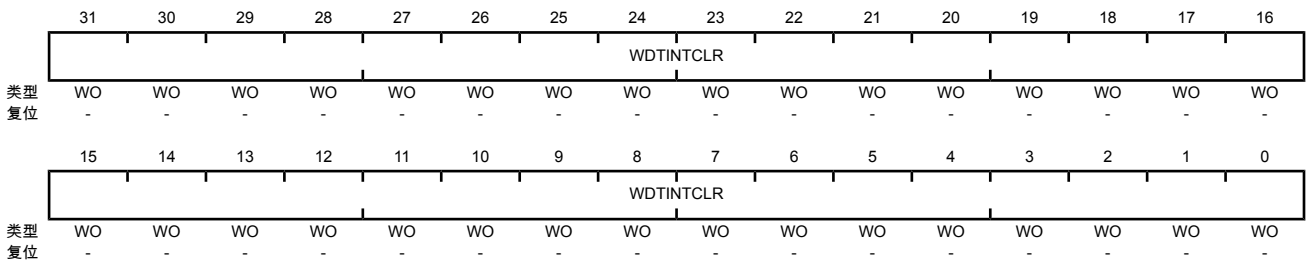 31 30 29 28 27 26 25 24 23 22 21 20 19 18 17 16
WDTINTCLR
类型 WO WO WO WO WO WO WO WO WO WO WO WO WO WO WO WO
复位 - - - - - - - - - - - - - - - -
15 14 13 12 11 10 9 8 7 6 5 4 3 2 1 0
WDTINTCLR
类型 WO WO WO WO WO WO WO WO WO WO WO WO WO WO WO WO
复位 - - - - - - - - - - - - - - - -